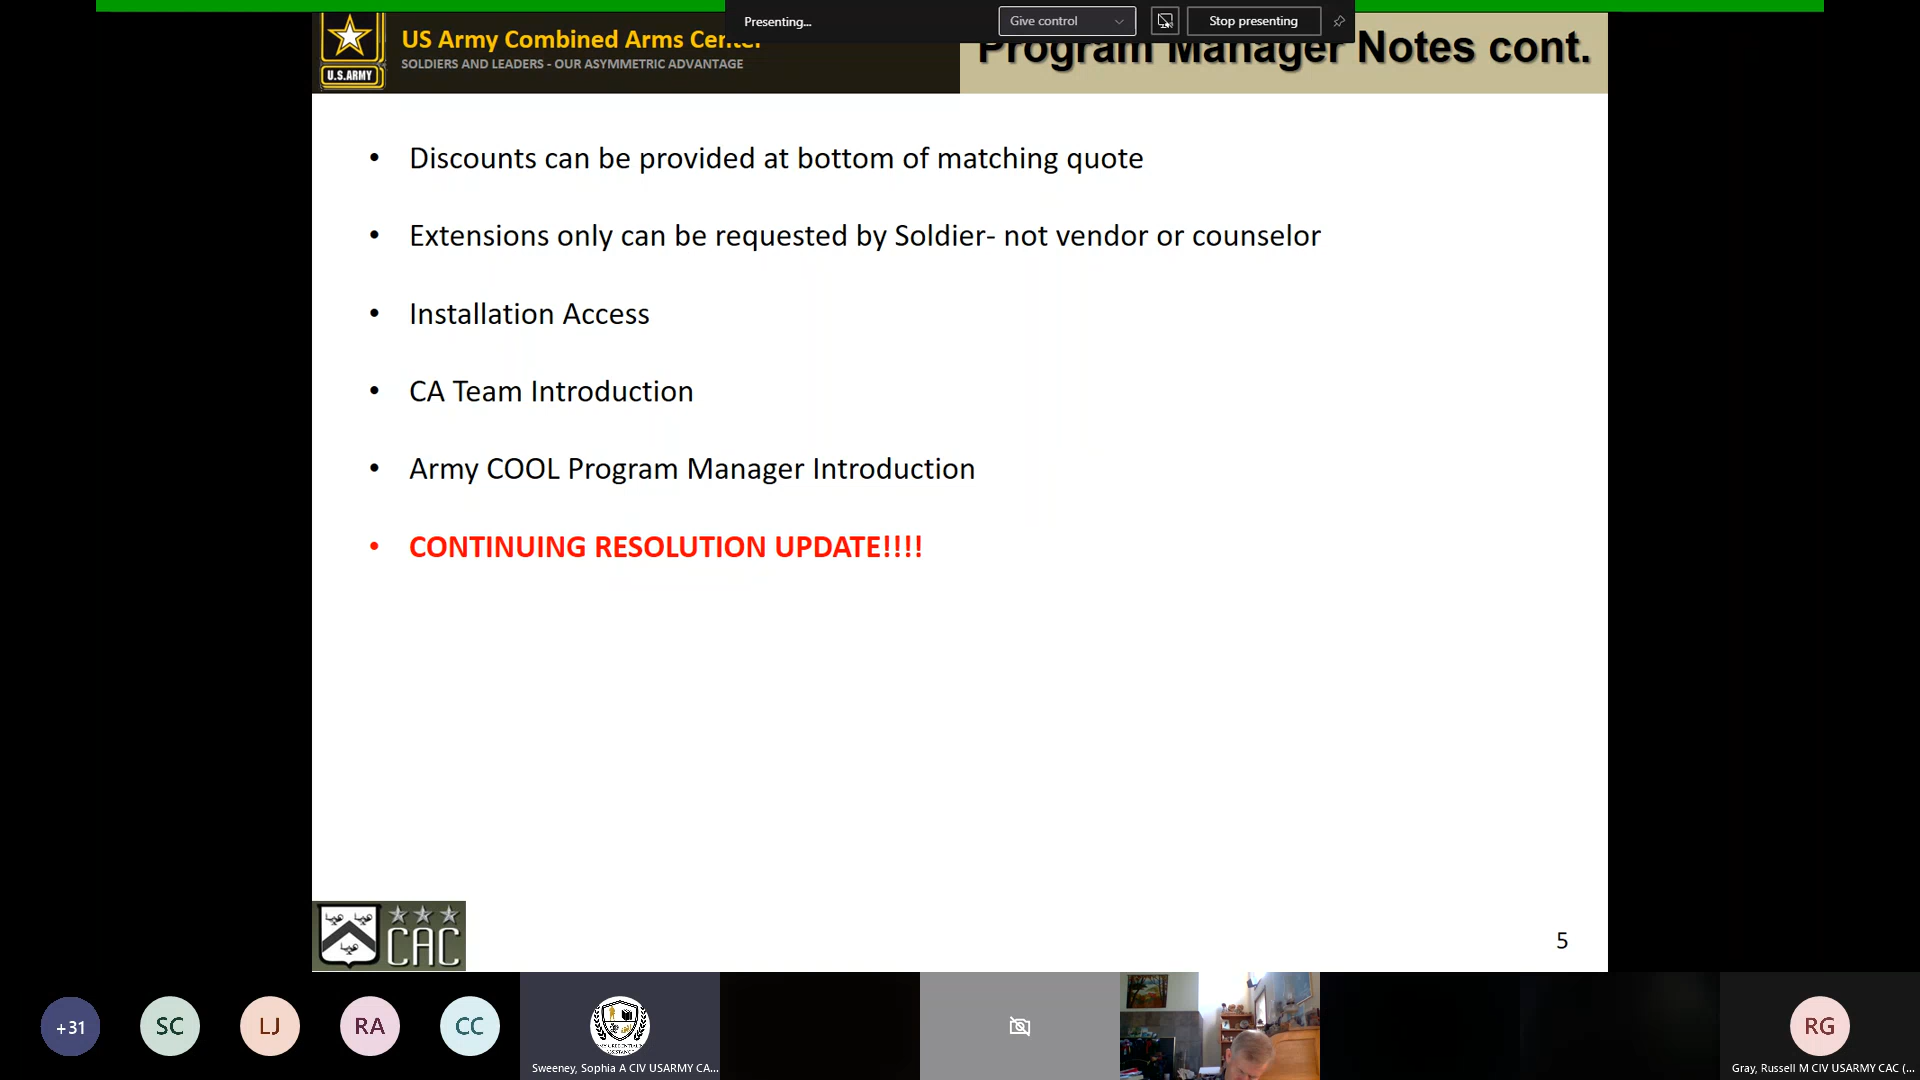 Presenting...
Give control
Stop presenting
US Army Combined Arms Center
Program Manager Notes cont.
SOLDIERS AND LEADERS - OUR ASYMMETRIC ADVANTAGE
U.S.ARMY
• Discounts can be provided at bottom of matching quote
• Extensions only can be requested by Soldier- not vendor or counselor
• Installation Access
• CA Team Introduction
• Army COOL Program Manager Introduction
• CONTINUING RESOLUTION UPDATE!!!!
CAC
5
+31
SC
LJ
RA
CC
RG
Sweeney, Sophia A CIV USARMY CA...
Gray, Russell M CIV USARMY CAC (...